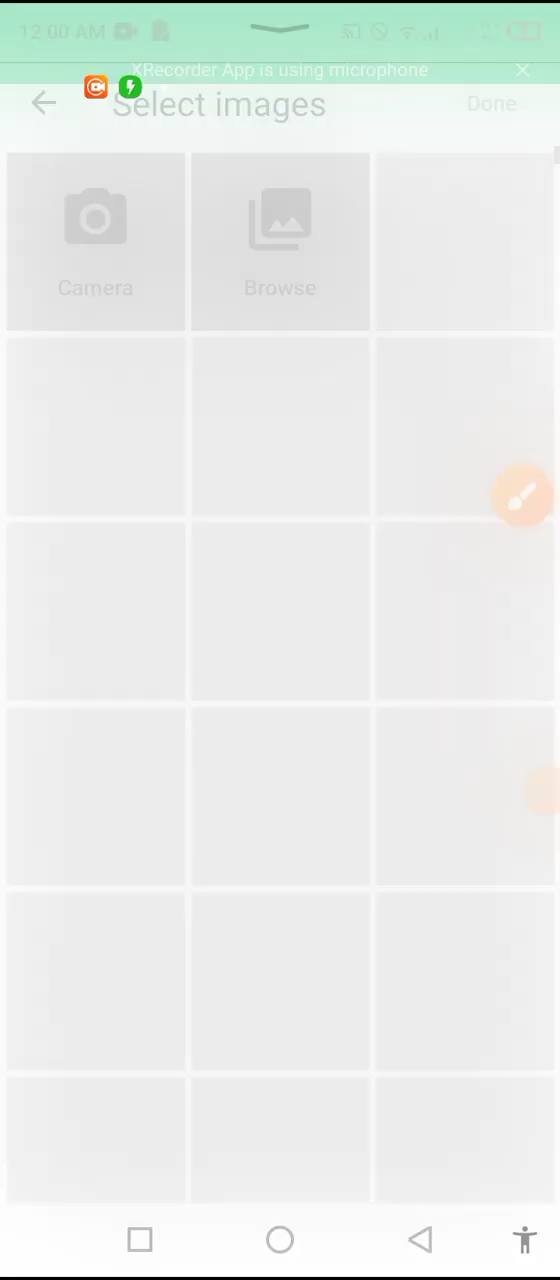 12:00 AM
XRecorder App is using microphone
Select images
Done
Camera
Browse